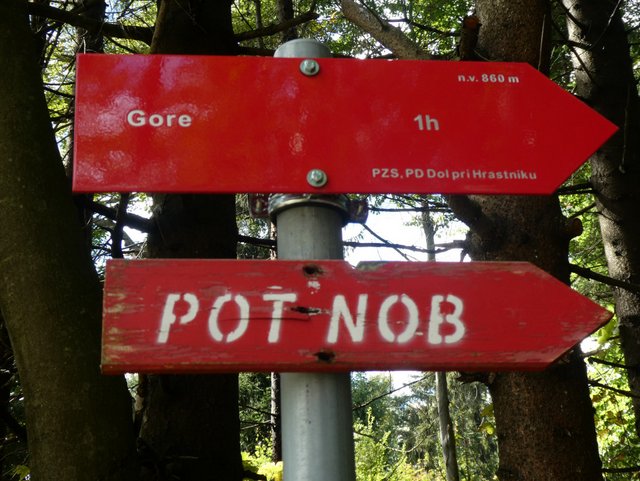 n.v. 860 m
Gore 1h
PZS, PD Dol pri Hrastniku
POT NOB